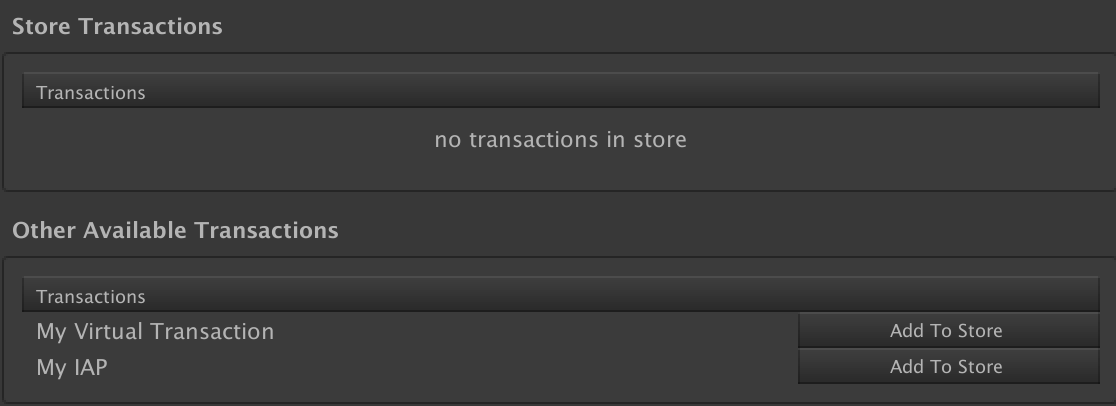 Store Transactions
Transactions
no transactions in store
Other Available Transactions
Transactions
My Virtual Transaction Add To Store
My IAP Add To Store